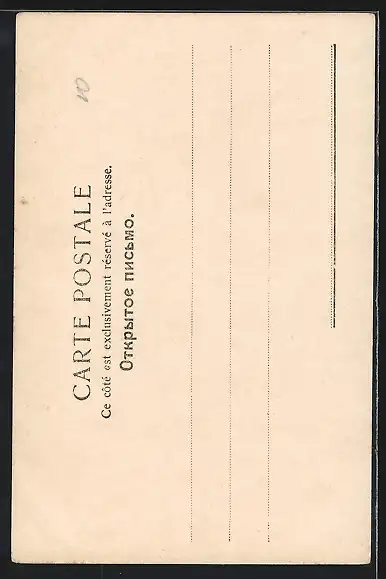 CARTE POSTALE
Ce côté est exclusivement réservé à l'adresse.
Открытое письмо.